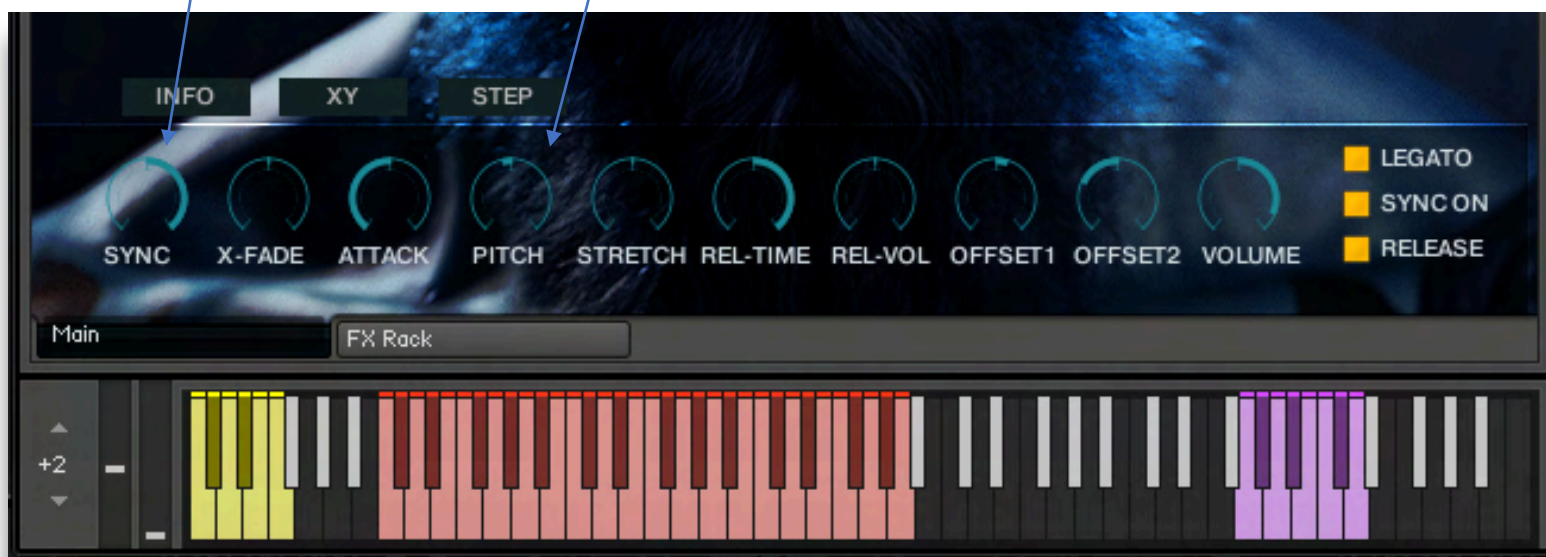 INFO XY STEP
LEGATO
SYNC ON
RELEASE
SYNC X-FADE ATTACK PITCH STRETCH REL-TIME REL-VOL OFFSET1 OFFSET2 VOLUME
Main FX Rack
+2